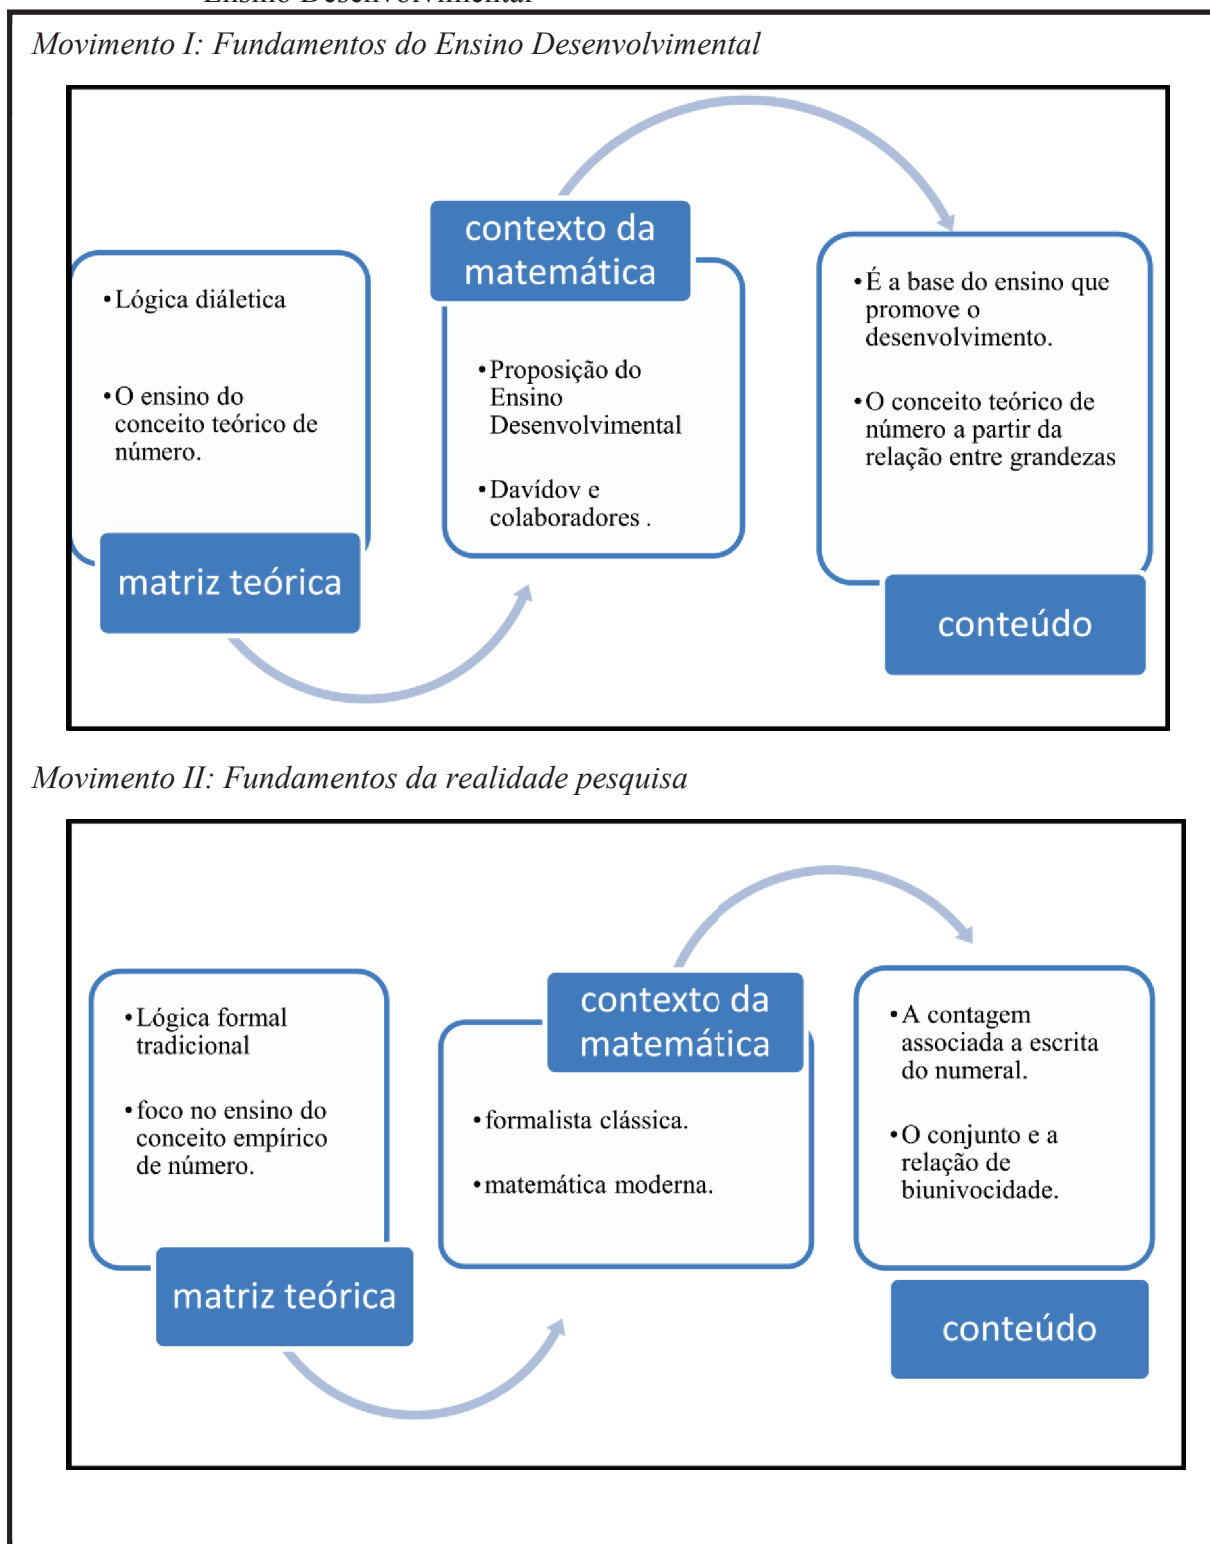 Ensino Desenvolvimental
Movimento I: Fundamentos do Ensino Desenvolvimental
•Lógica diáletica
•O ensino do
conceito teórico de
número.
matriz teórica
contexto da
matemática
•Proposição do
Ensino
Desenvolvimental
•Davídov e
colaboradores .
•É a base do ensino que
promove o
desenvolvimento.
•O conceito teórico de
número a partir da
relação entre grandezas
conteúdo
Movimento II: Fundamentos da realidade pesquisa
•Lógica formal
tradicional
•foco no ensino do
conceito empírico
de número.
matriz teórica
contexto da
matemática
•formalista clássica.
•matemática moderna.
•A contagem
associada a escrita
do numeral.
•O conjunto e a
relação de
biunivocidade.
conteúdo